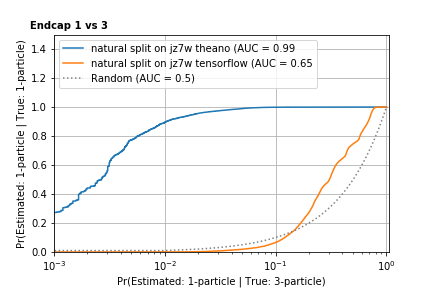 Endcap 1 vs 3
Pr(Estimated: 1-particle | True: 1-particle)
1.4
1.2
1.0
0.8
0.6
0.4
0.2
0.0
natural split on jz7w theano (AUC = 0.99
natural split on jz7w tensorflow (AUC = 0.65
Random (AUC = 0.5)
10⁻³
10⁻²
10⁻¹
10⁰
Pr(Estimated: 1-particle | True: 3-particle)